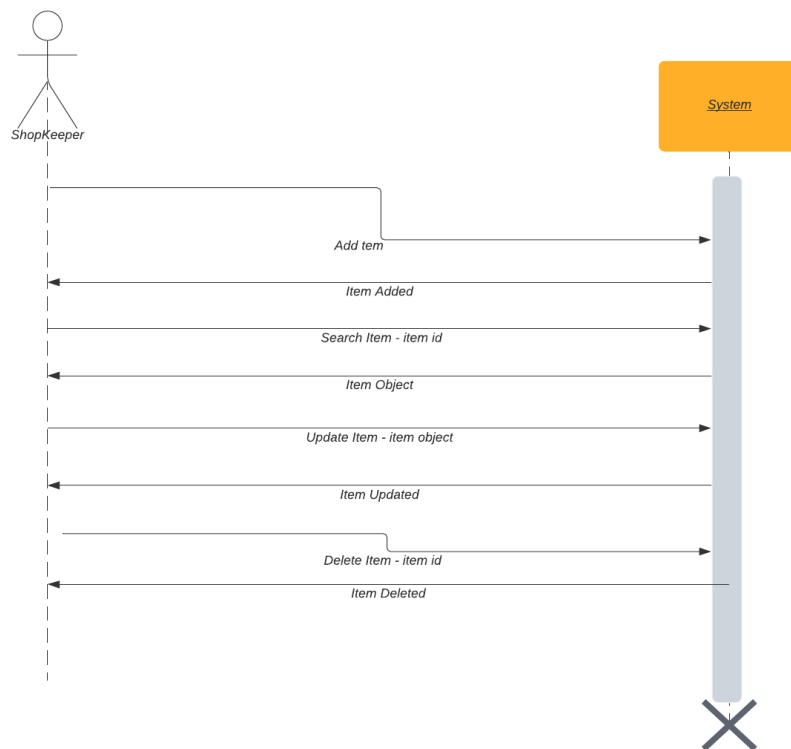 System
ShopKeeper
Add tem
Item Added
Search Item - item id
Item Object
Update Item - item object
Item Updated
Delete Item - item id
Item Deleted